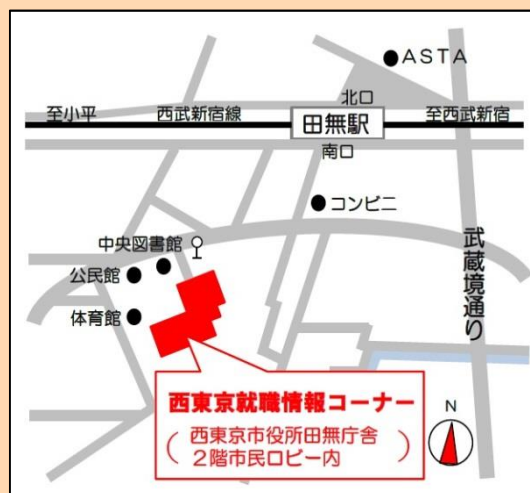 ASTA
北口
至小平
西武新宿線
田無駅
至西武新宿
南口
コンビニ
中央図書館
公民館
体育館
武蔵境通り
西東京就職情報コーナー
(西東京市役所田無庁舎
2階市民ロビー内)
N